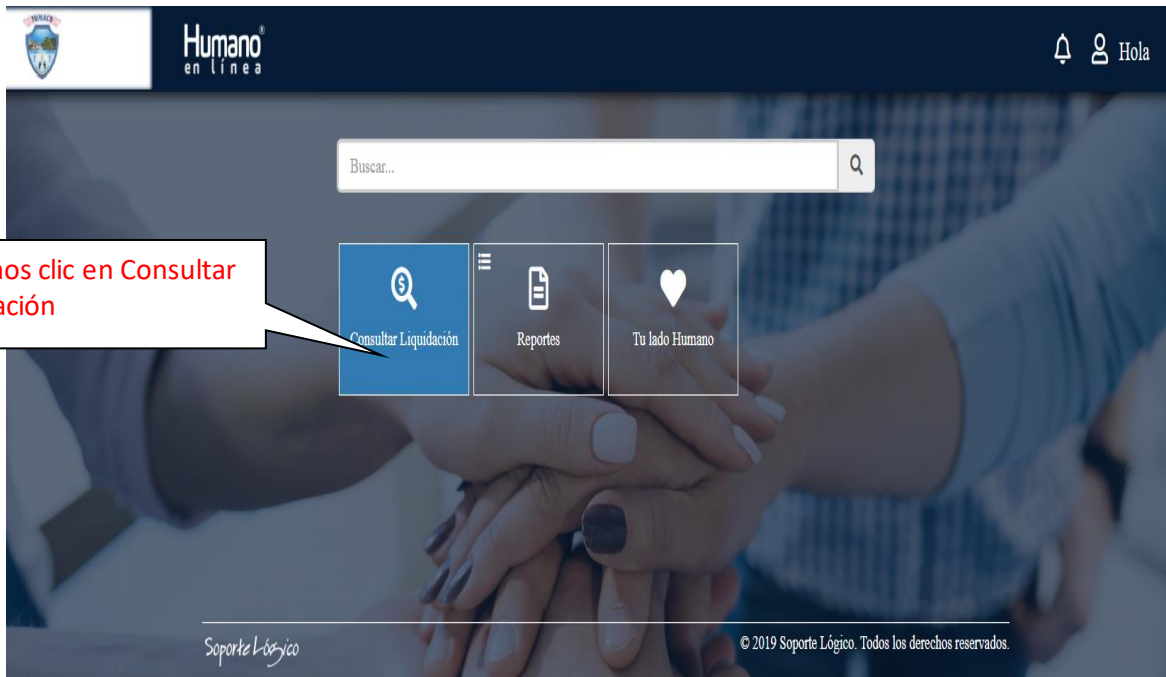 TUMACO
Humano®
en línea
Hola
Buscar...
nos clic en Consultar
ación
Consultar Liquidación
Reportes
Tu lado Humano
Soporte Lógico
© 2019 Soporte Lógico. Todos los derechos reservados.